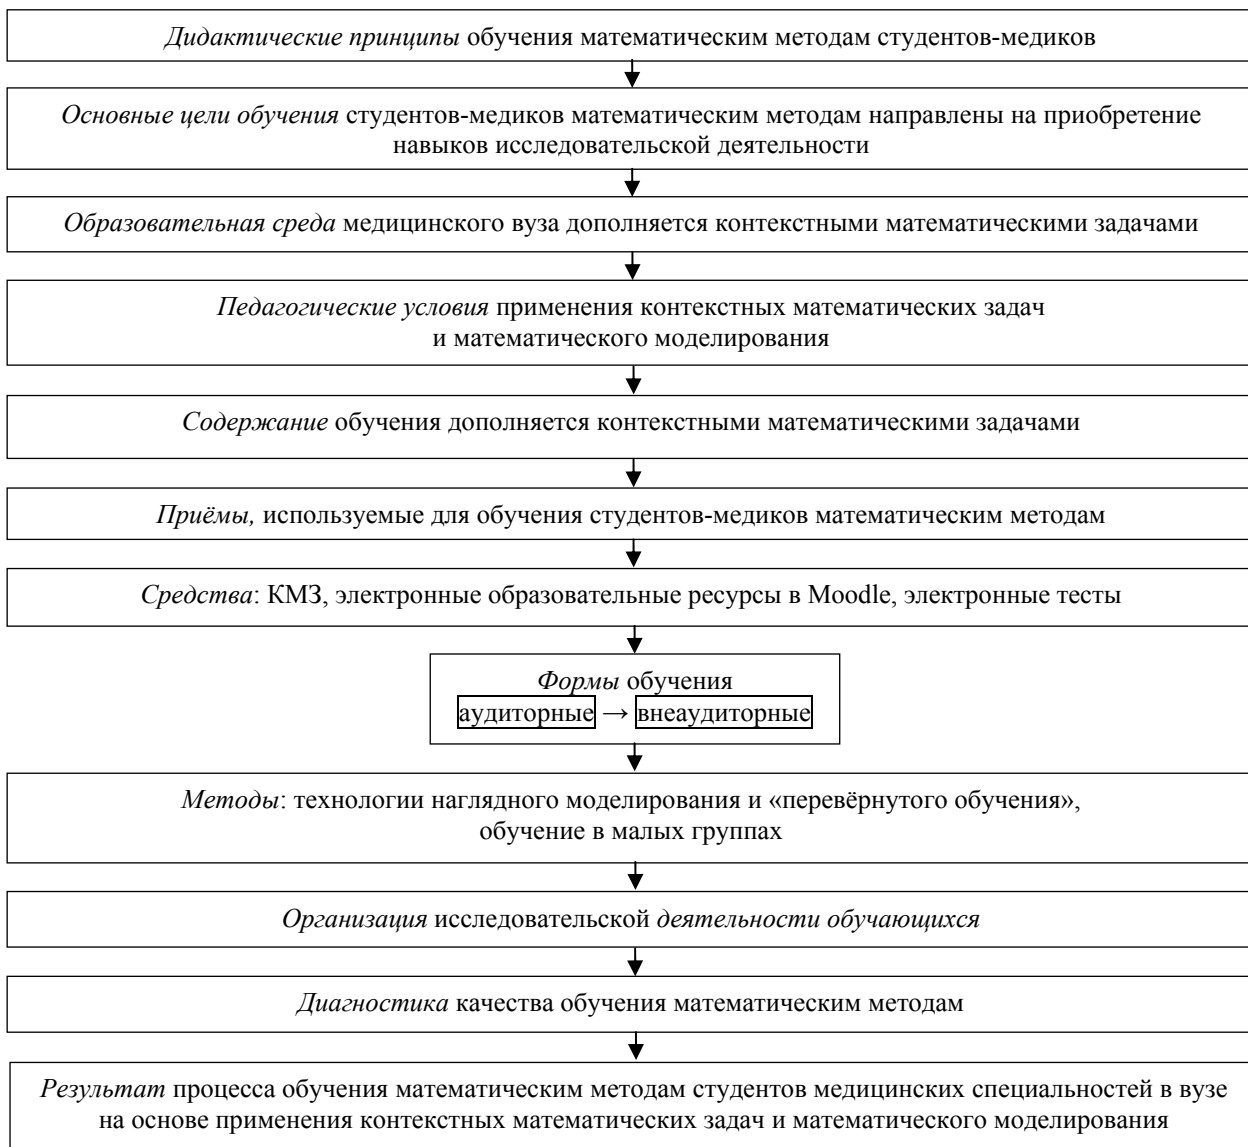 Дидактические принципы обучения математическим методам студентов-медиков
Основные цели обучения студентов-медиков математическим методам направлены на приобретение
навыков исследовательской деятельности
Образовательная среда медицинского вуза дополняется контекстными математическими задачами
Педагогические условия применения контекстных математических задач
и математического моделирования
Содержание обучения дополняется контекстными математическими задачами
Приёмы, используемые для обучения студентов-медиков математическим методам
Средства: КМЗ, электронные образовательные ресурсы в Moodle, электронные тесты
Формы обучения
аудиторные → внеаудиторные
Методы: технологии наглядного моделирования и «перевёрнутого обучения»,
обучение в малых группах
Организация исследовательской деятельности обучающихся
Диагностика качества обучения математическим методам
Результат процесса обучения математическим методам студентов медицинских специальностей в вузе
на основе применения контекстных математических задач и математического моделирования